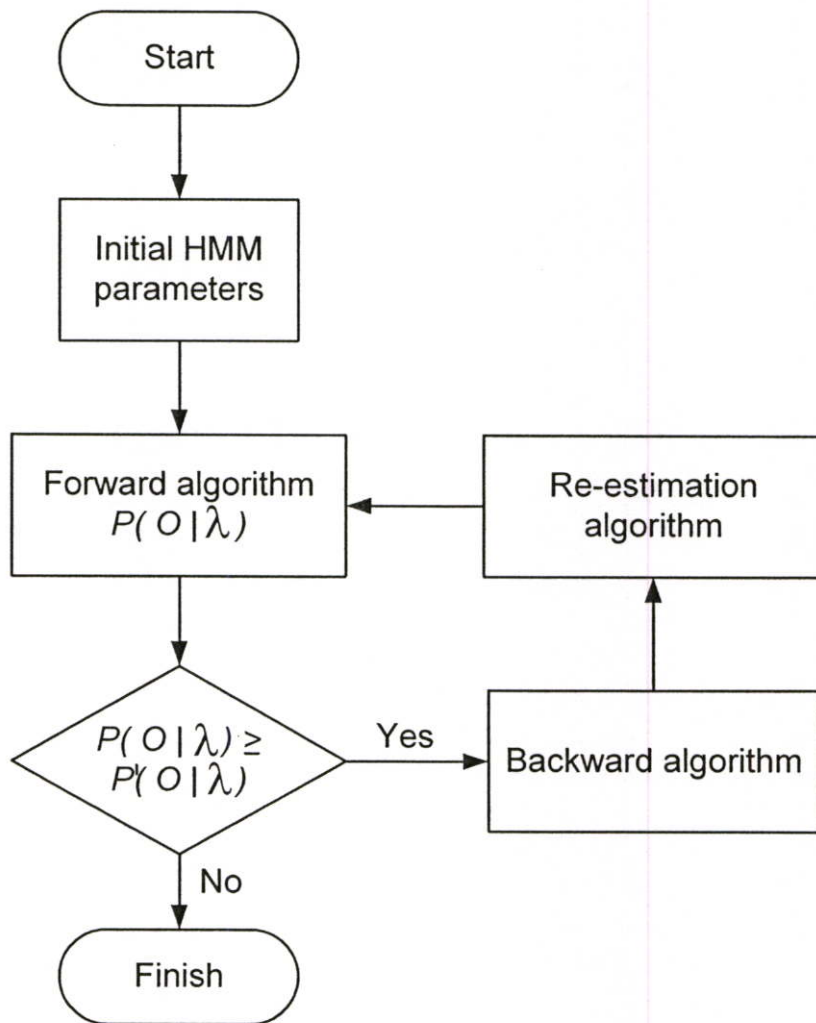 Start
Initial HMM
parameters
Forward algorithm
P( O | λ )
Re-estimation
algorithm
P( O | λ) ≥
P'( O | λ)
Yes
Backward algorithm
No
Finish